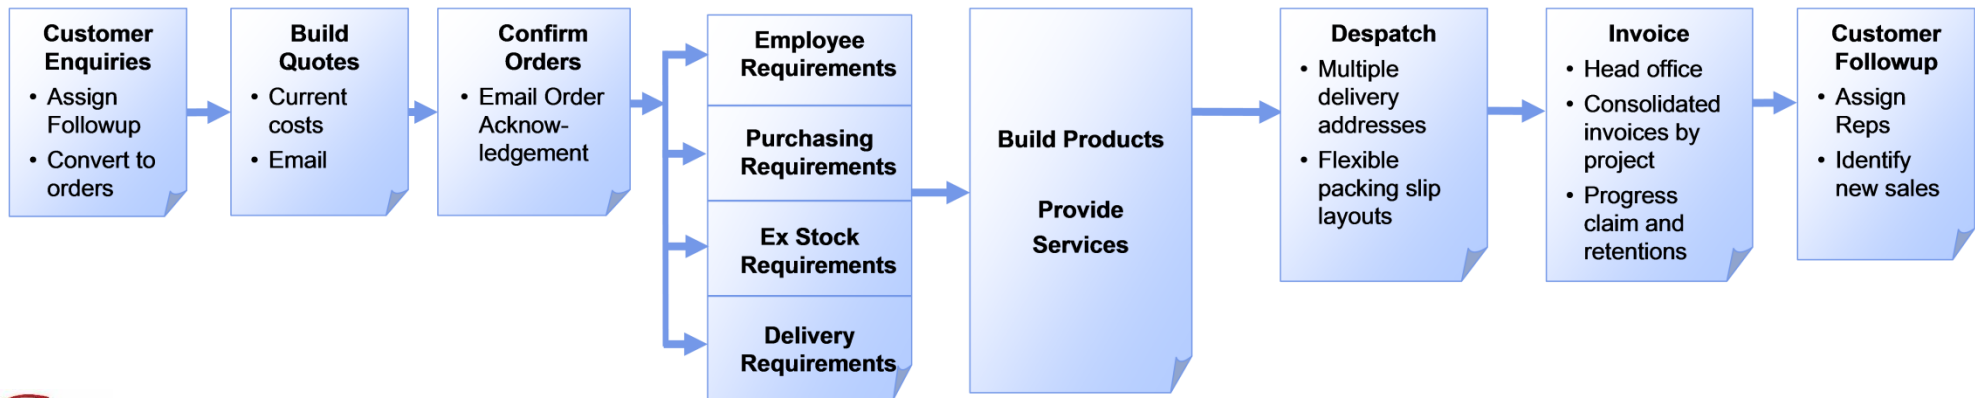 Customer
Enquiries
• Assign
Followup
• Convert to
orders
Build
Quotes
• Current
costs
• Email
Confirm
Orders
• Email Order
Acknow-
ledgement
Employee
Requirements
Purchasing
Requirements
Ex Stock
Requirements
Delivery
Requirements
Build Products
Provide
Services
Despatch
• Multiple
delivery
addresses
• Flexible
packing slip
layouts
Invoice
• Head office
• Consolidated
invoices by
project
• Progress
claim and
retentions
Customer
Followup
• Assign
Reps
• Identify
new sales